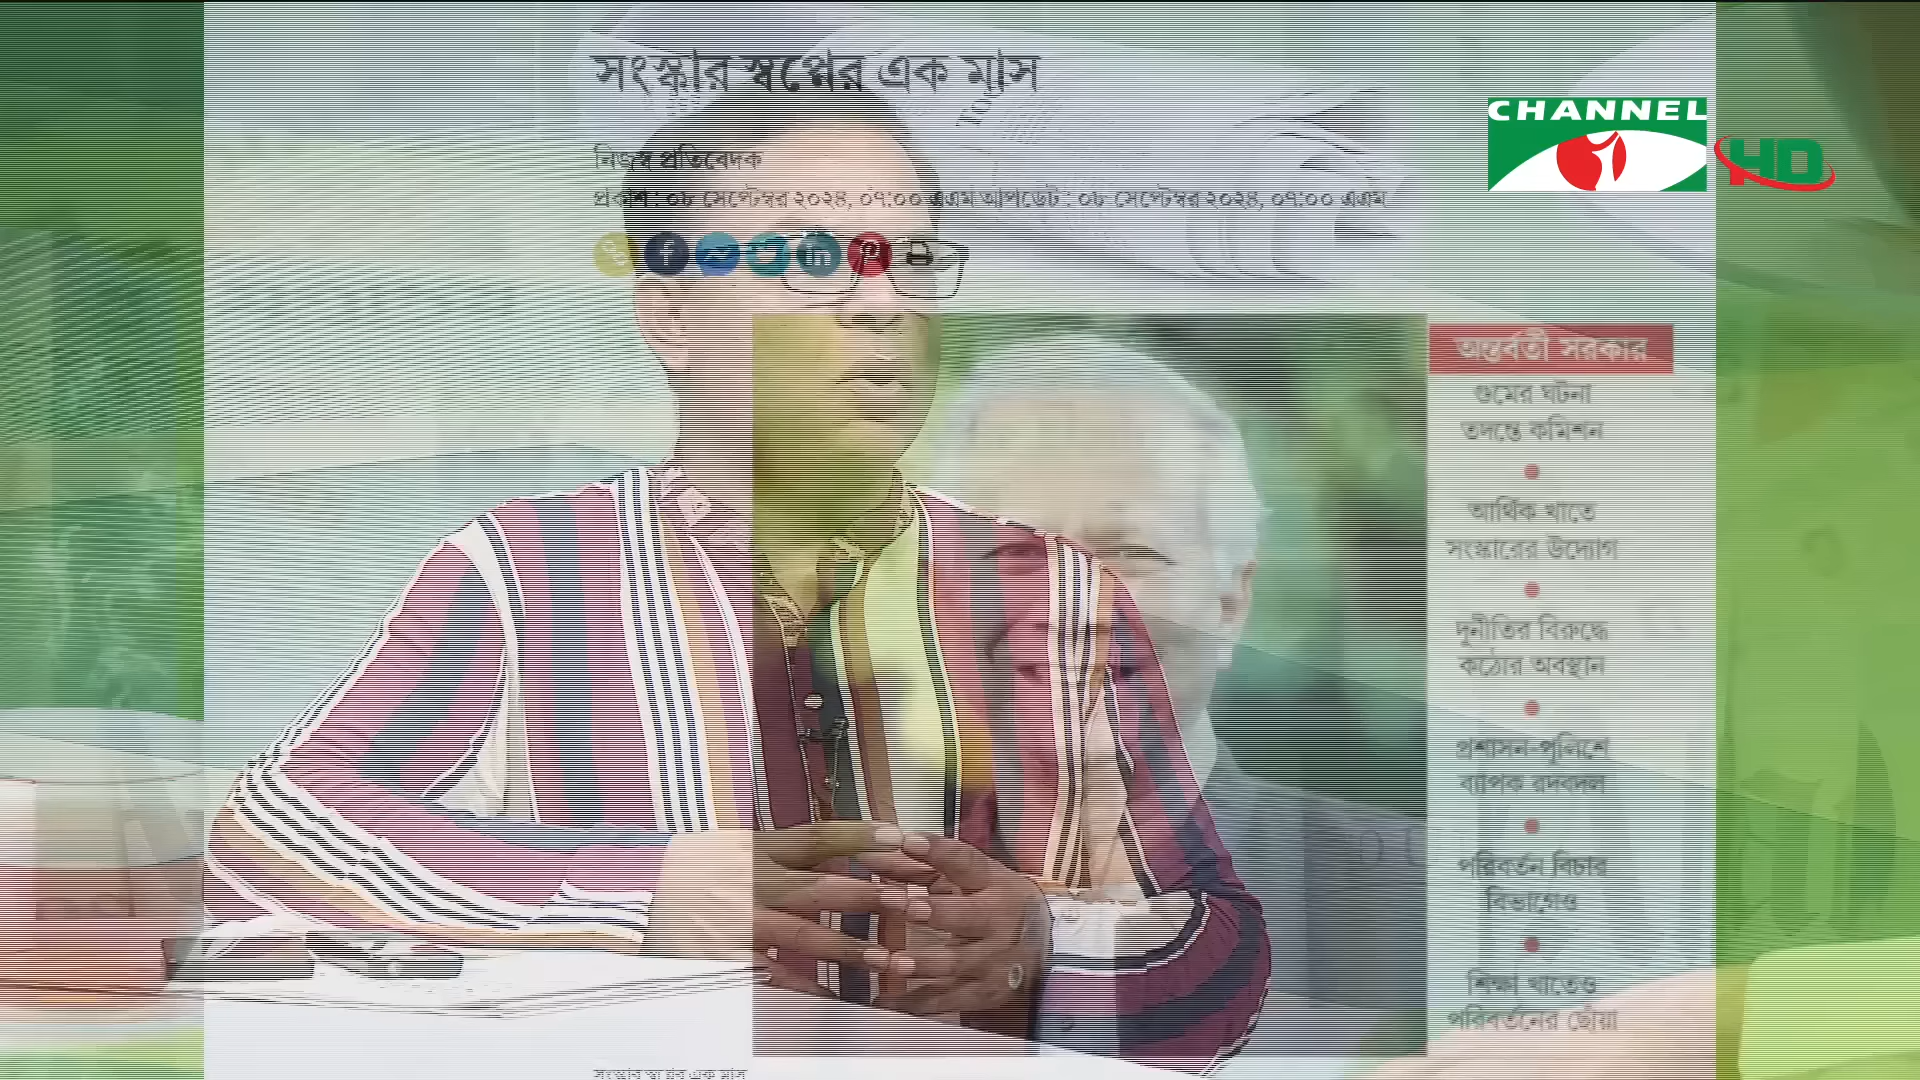 সংস্কার স্বপ্নের এক মাস
CHANNEL
HD
নিজস্ব প্রতিবেদক
প্রকাশ : ০৮ সেপ্টেম্বর ২০২৪, ০৭:০০ এএম আপডেট : ০৮ সেপ্টেম্বর ২০২৪, ০৭:০০ এএম
অন্তর্বর্তী সরকার
গুমের ঘটনা
তদন্তে কমিশন
আর্থিক খাতে
সংস্কারের উদ্যোগ
দুর্নীতির বিরুদ্ধে
কঠোর অবস্থান
প্রশাসন-পুলিশে
ব্যাপক রদবদল
পরিবর্তন বিচার
বিভাগেও
শিক্ষা খাতেও
পরিবর্তনের ছোঁয়া
সংস্কার স্বপ্নের এক মাস